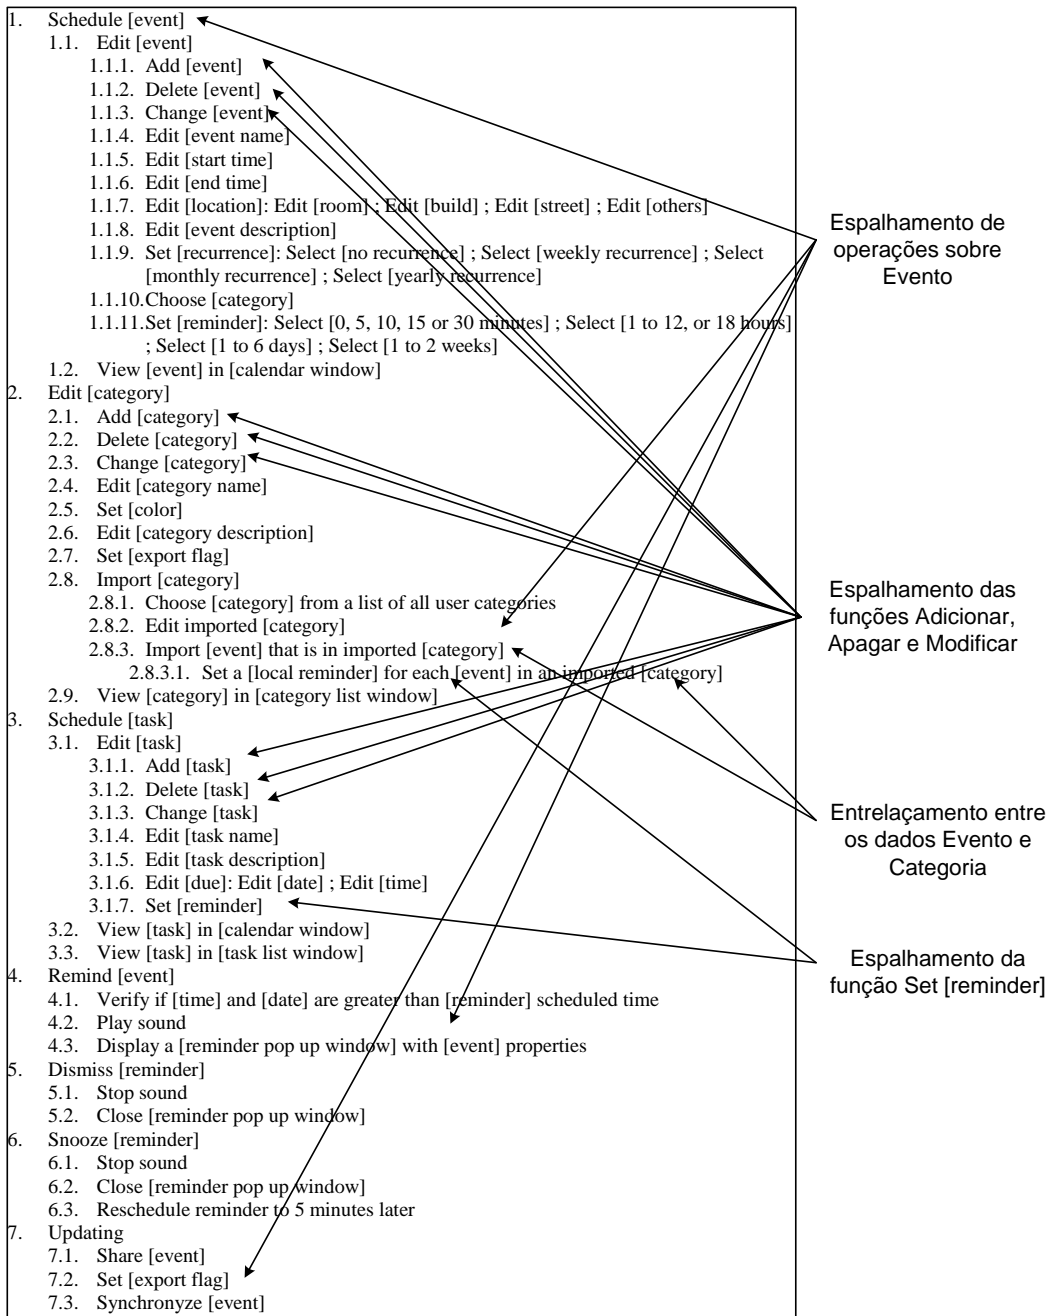 1. Schedule [event]
1.1. Edit [event]
1.1.1. Add [event]
1.1.2. Delete [event]
1.1.3. Change [event]
1.1.4. Edit [event name]
1.1.5. Edit [start time]
1.1.6. Edit [end time]
1.1.7. Edit [location]: Edit [room] ; Edit [build] ; Edit [street] ; Edit [others]
1.1.8. Edit [event description]
1.1.9. Set [recurrence]: Select [no recurrence] ; Select [weekly recurrence] ; Select
[monthly recurrence] ; Select [yearly recurrence]
1.1.10. Choose [category]
1.1.11. Set [reminder]: Select [0, 5, 10, 15 or 30 minutes] ; Select [1 to 12, or 18 hours]
; Select [1 to 6 days] ; Select [1 to 2 weeks]
1.2. View [event] in [calendar window]
2. Edit [category]
2.1. Add [category]
2.2. Delete [category]
2.3. Change [category]
2.4. Edit [category name]
2.5. Set [color]
2.6. Edit [category description]
2.7. Set [export flag]
2.8. Import [category]
2.8.1. Choose [category] from a list of all user categories
2.8.2. Edit imported [category]
2.8.3. Import [event] that is in imported [category]
2.8.3.1. Set a [local reminder] for each [event] in an imported [category]
2.9. View [category] in [category list window]
3. Schedule [task]
3.1. Edit [task]
3.1.1. Add [task]
3.1.2. Delete [task]
3.1.3. Change [task]
3.1.4. Edit [task name]
3.1.5. Edit [task description]
3.1.6. Edit [due]: Edit [date] ; Edit [time]
3.1.7. Set [reminder]
3.2. View [task] in [calendar window]
3.3. View [task] in [task list window]
4. Remind [event]
4.1. Verify if [time] and [date] are greater than [reminder] scheduled time
4.2. Play sound
4.3. Display a [reminder pop up window] with [event] properties
5. Dismiss [reminder]
5.1. Stop sound
5.2. Close [reminder pop up window]
6. Snooze [reminder]
6.1. Stop sound
6.2. Close [reminder pop up window]
6.3. Reschedule reminder to 5 minutes later
7. Updating
7.1. Share [event]
7.2. Set [export flag]
7.3. Synchronyze [event]
Espalhamento de
operações sobre
Evento
Espalhamento das
funções Adicionar,
Apagar e Modificar
Entrelaçamento entre
os dados Evento e
Categoria
Espalhamento da
função Set [reminder]